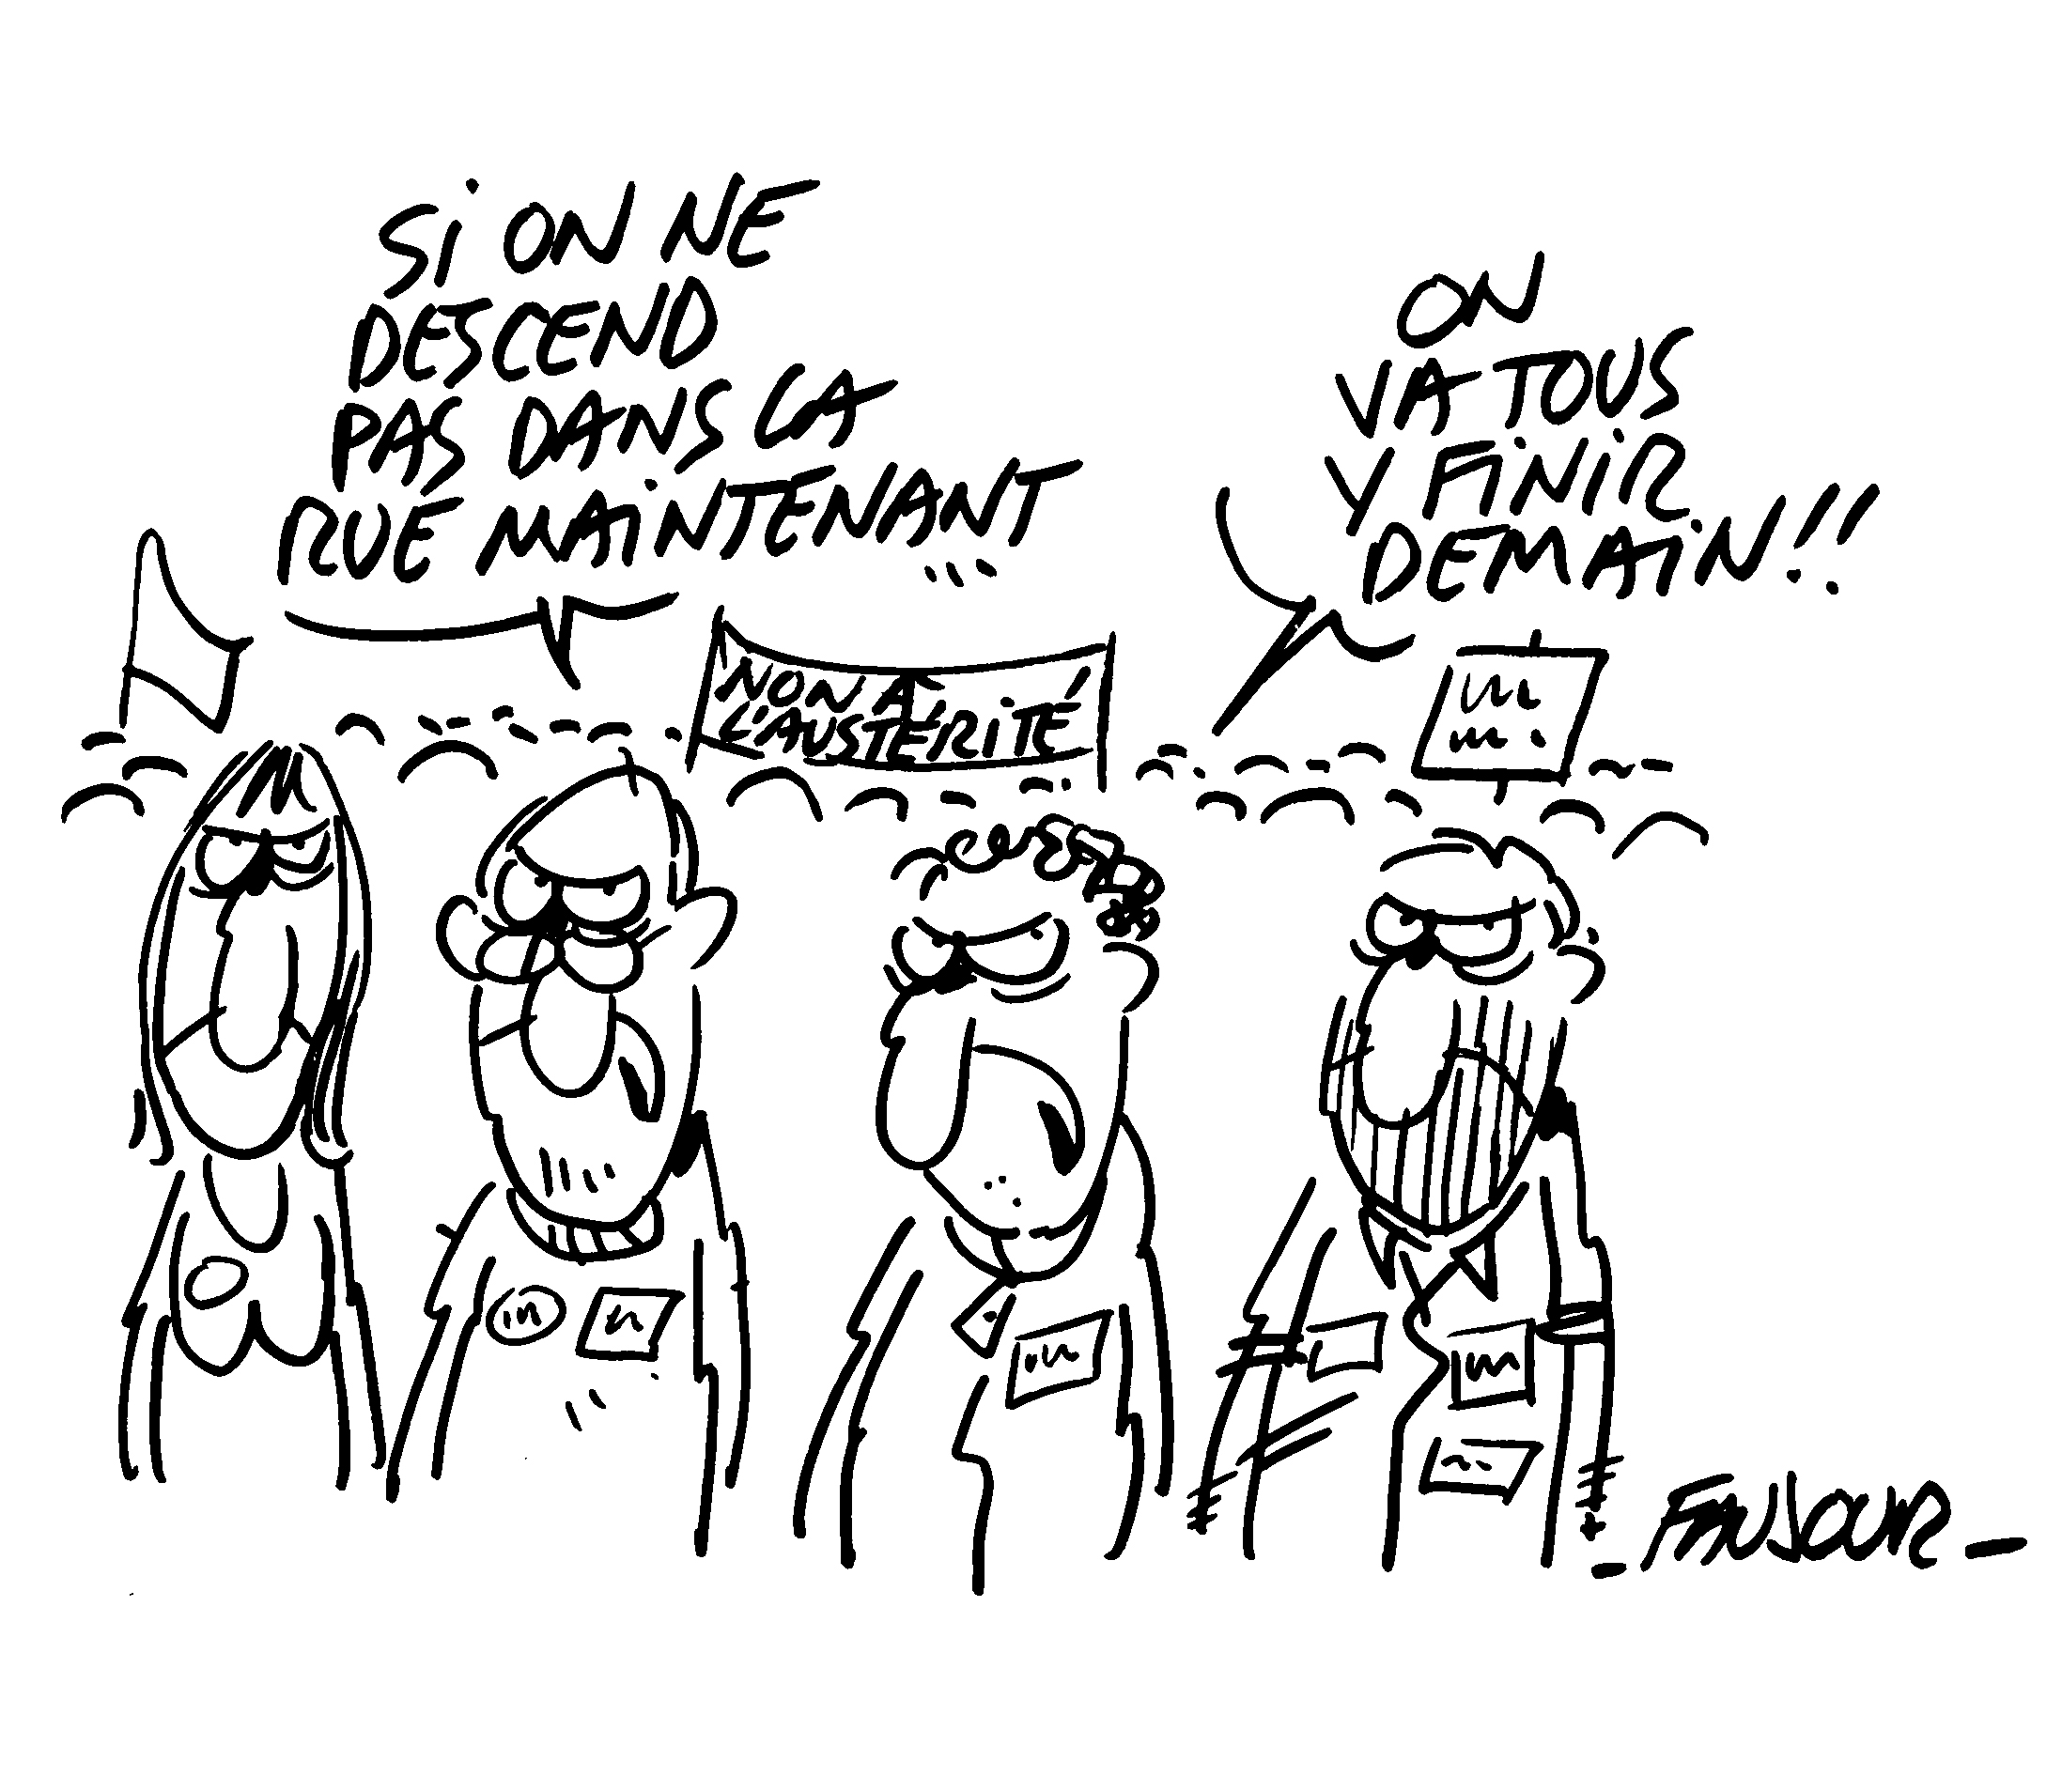 Si ON NE
DESCEND
PAS DANS LA
RUE MAiNTENANT
...
ON
VA TOUS
Y FiNiR
DEMAiN!!
NON À
L'AUSTÉRiTÉ!
- FAUJOUR -